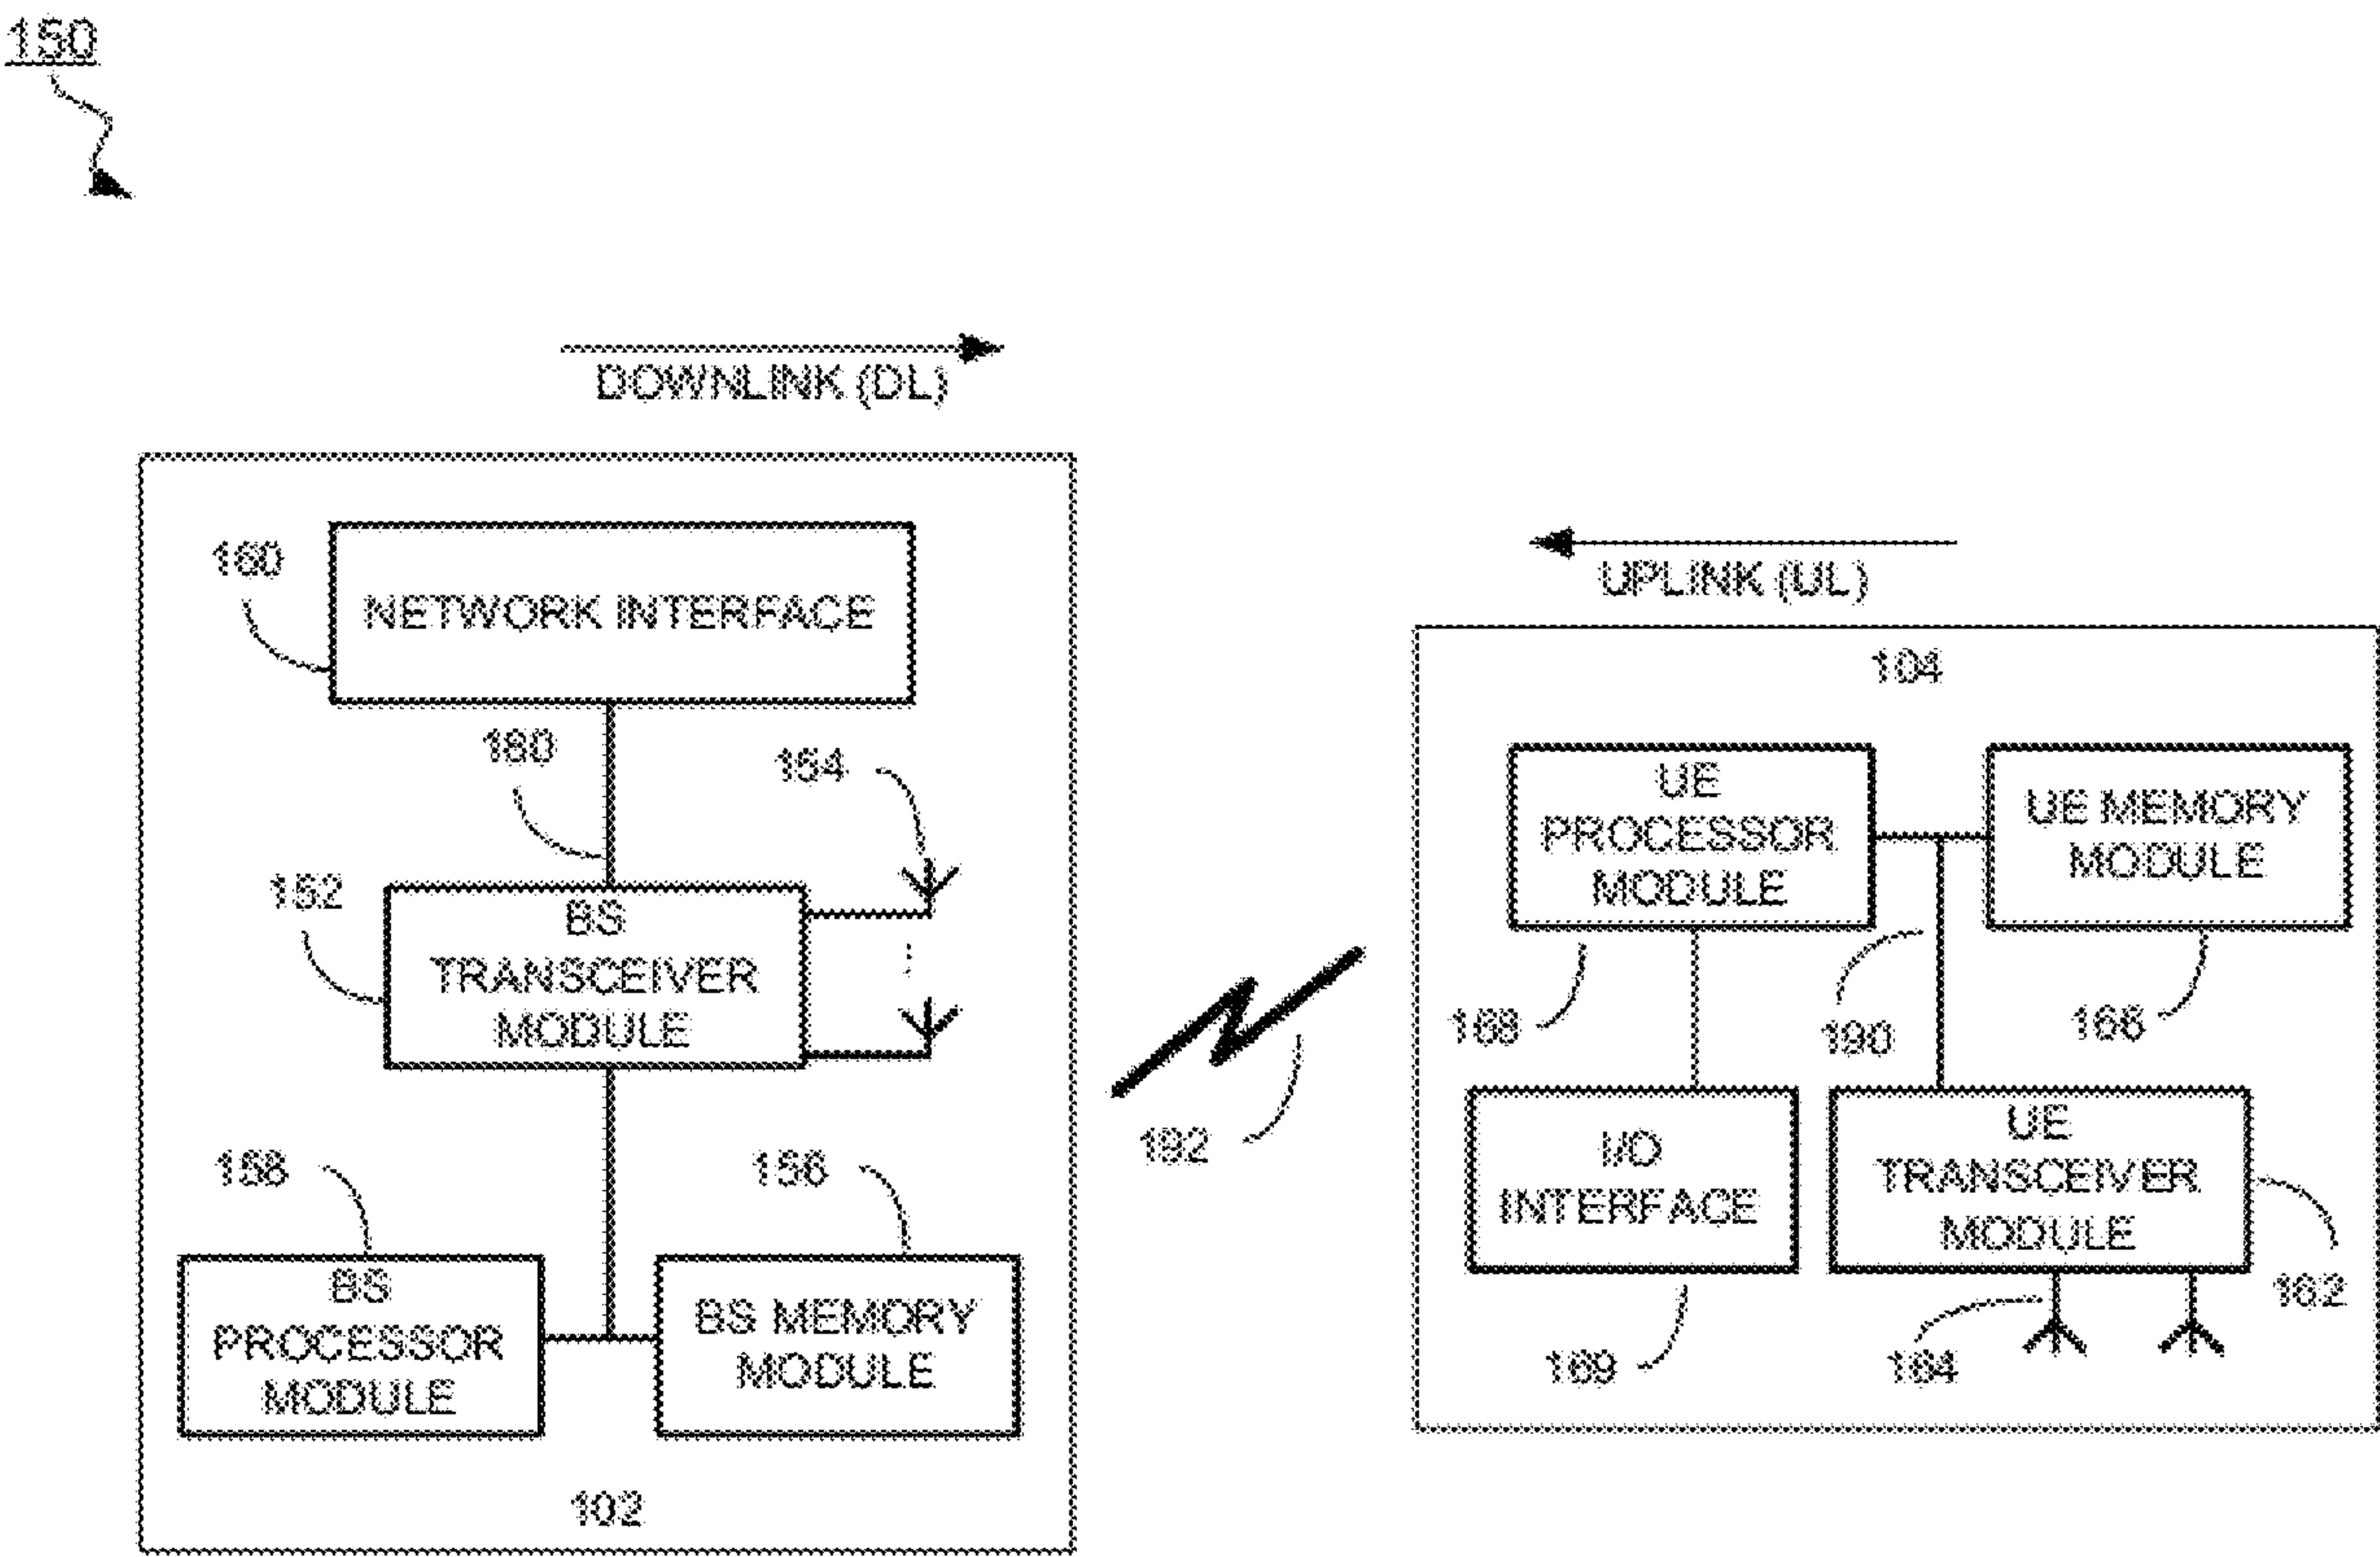 150
DOWNLINK (DL)
160
NETWORK INTERFACE
180
154
152
BS
TRANSCEIVER
MODULE
158
156
BS
PROCESSOR
MODULE
BS MEMORY
MODULE
102
192
UPLINK (UL)
104
UE
PROCESSOR
MODULE
UE MEMORY
MODULE
168
190
166
I/O
INTERFACE
UE
TRANSCEIVER
MODULE
169
164
162